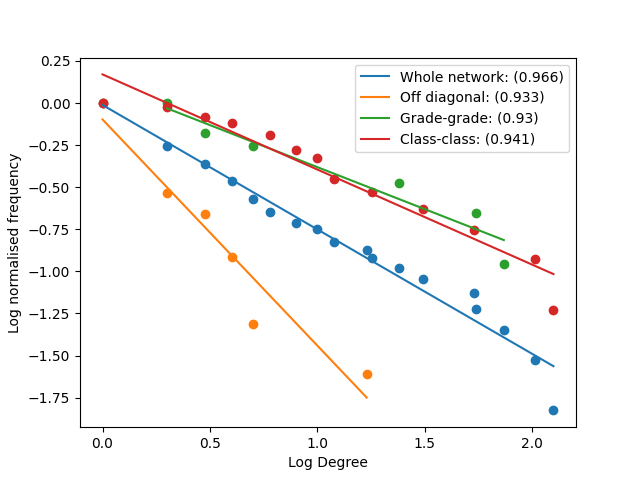 0.25
0.00
−0.25
−0.50
−0.75
−1.00
−1.25
−1.50
−1.75
Log normalised frequency
Whole network: (0.966)
Off diagonal: (0.933)
Grade-grade: (0.93)
Class-class: (0.941)
0.0
0.5
1.0
1.5
2.0
Log Degree